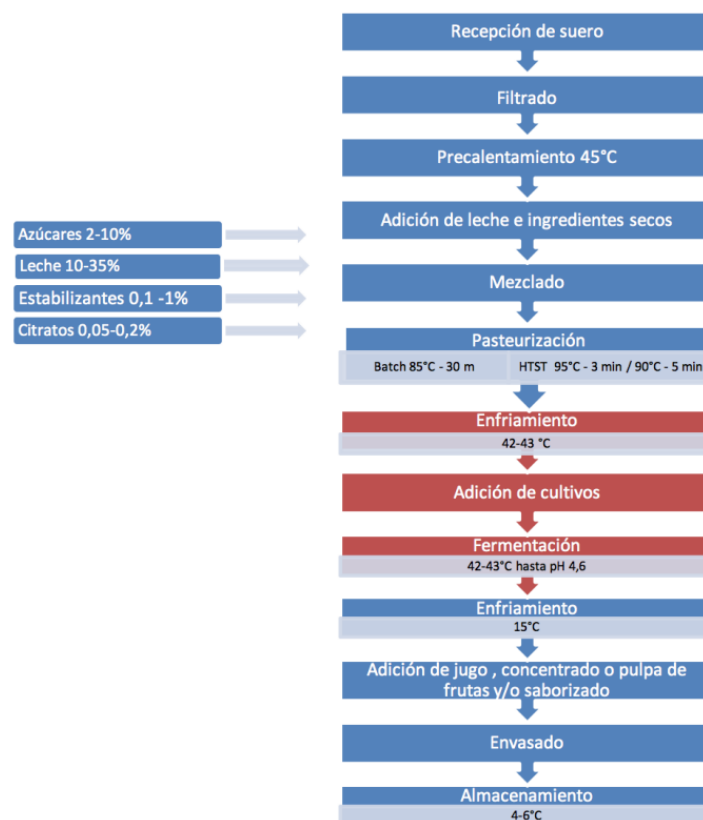 Recepción de suero
Filtrado
Precalentamiento 45°C
Azúcares 2-10%
Leche 10-35%
Estabilizantes 0,1 -1%
Citratos 0,05-0,2%
Adición de leche e ingredientes secos
Mezclado
Pasteurización
Batch 85°C - 30 m
HTST 95°C - 3 min / 90°C - 5 min
Enfriamiento
42-43 °C
Adición de cultivos
Fermentación
42-43°C hasta pH 4,6
Enfriamiento
15°C
Adición de jugo , concentrado o pulpa de
frutas y/o saborizado
Envasado
Almacenamiento
4-6°C